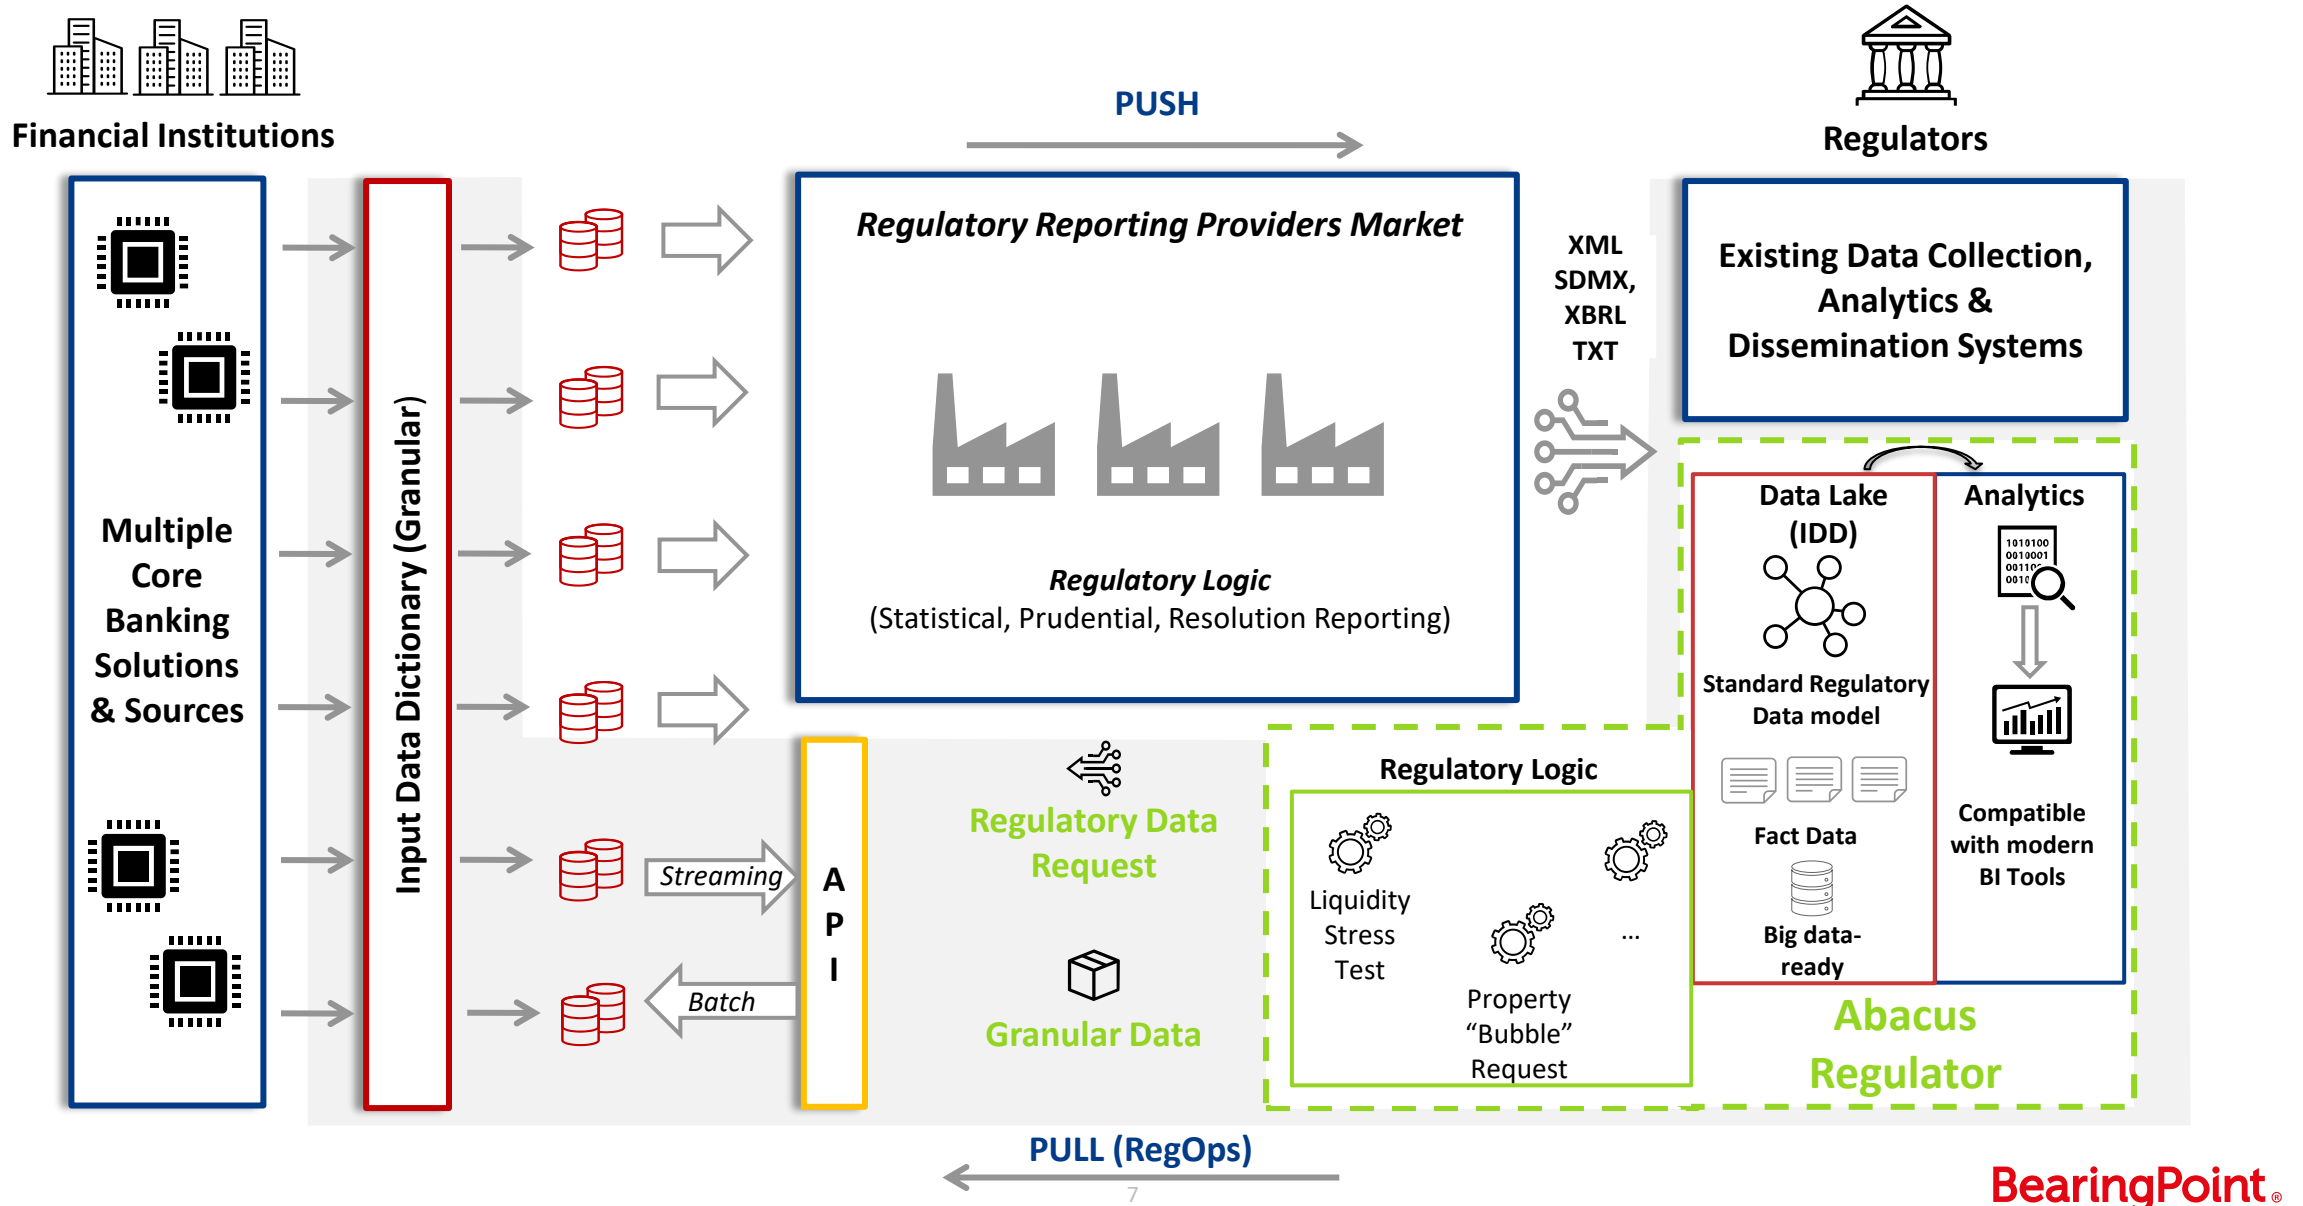 Financial Institutions
PUSH
Regulators
Multiple
Core
Banking
Solutions
& Sources
Input Data Dictionary (Granular)
Regulatory Reporting Providers Market
Regulatory Logic
(Statistical, Prudential, Resolution Reporting)
XML
SDMX,
XBRL
TXT
Existing Data Collection,
Analytics &
Dissemination Systems
Data Lake
(IDD)
Standard Regulatory
Data model
Fact Data
Big data-
ready
Analytics
1010100
0010001
Compatible
with modern
BI Tools
Streaming
Batch
A
P
I
Regulatory Data
Request
Granular Data
Regulatory Logic
Liquidity
Stress
Test
Property
“Bubble”
Request
...
Abacus
Regulator
PULL (RegOps)
7
BearingPoint®